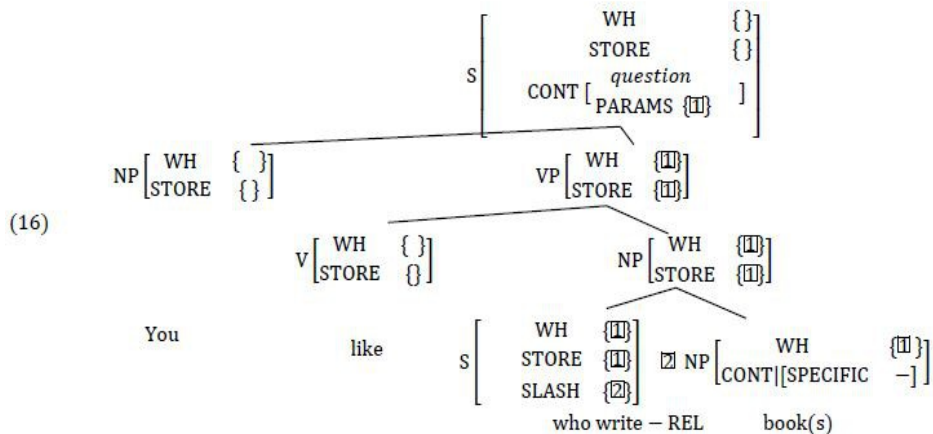 WH { }
STORE { }
S
question
CONT [ PARAMS {1} ]
NP WH { } VP WH {1}
STORE { } STORE {1}
(16)
V WH { } NP WH {1}
STORE {} STORE {1}
You like S WH {1} 2 NP WH {1}
STORE {1} CONT|[SPECIFIC −]
SLASH {2}
who write − REL book(s)